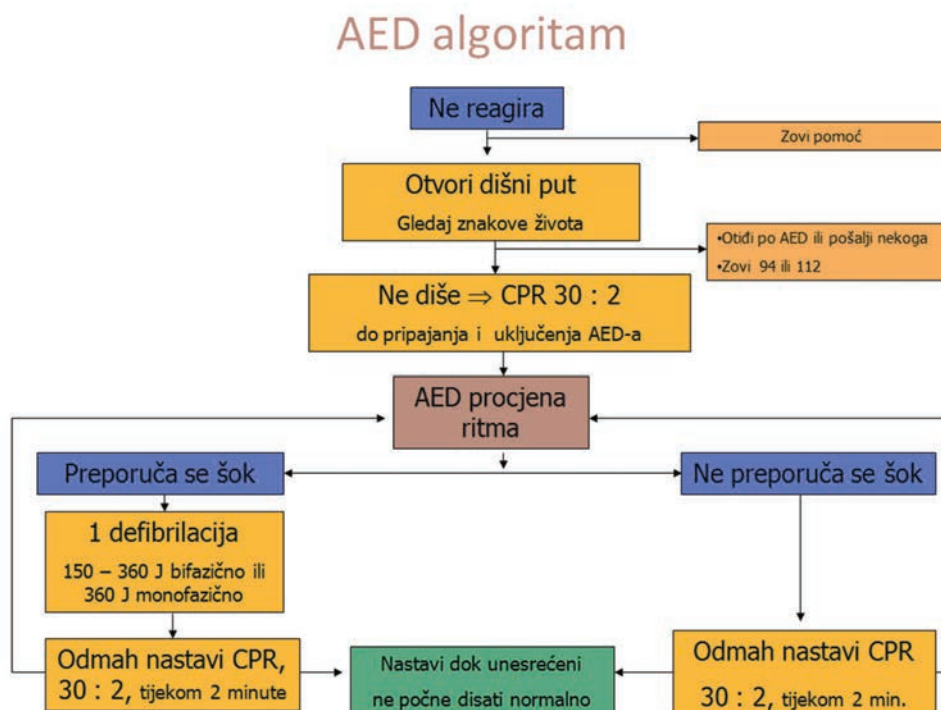 AED algoritam
Ne reagira
Zovi pomoć
Otvori dišni put
Gledaj znakove života
•Otiđi po AED ili pošalji nekoga
•Zovi 94 ili 112
Ne diše ⇒ CPR 30 : 2
do pripajanja i uključenja AED-a
AED procjena
ritma
Preporuča se šok
Ne preporuča se šok
1 defibrilacija
150 – 360 J bifazično ili
360 J monofazično
Odmah nastavi CPR,
30 : 2, tijekom 2 minute
Nastavi dok unesrećeni
ne počne disati normalno
Odmah nastavi CPR
30 : 2, tijekom 2 min.